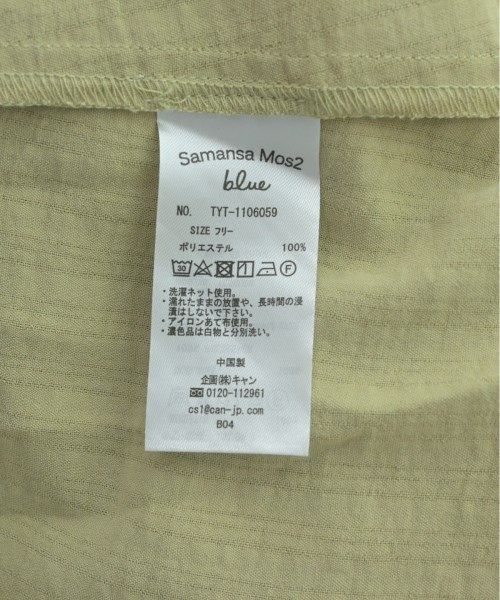 Samansa Mos2
blue
NO. TYT-1106059
SIZE フリー
ポリエステル 100%
30 F
・洗濯ネット使用。
・濡れたままの放置や、長時間の浸
漬はしないで下さい。
・アイロンあて布使用。
・濃色品は白物と分別洗い。
中国製
企画(株)キャン
0120-112961
cs1@can-jp.com
B04